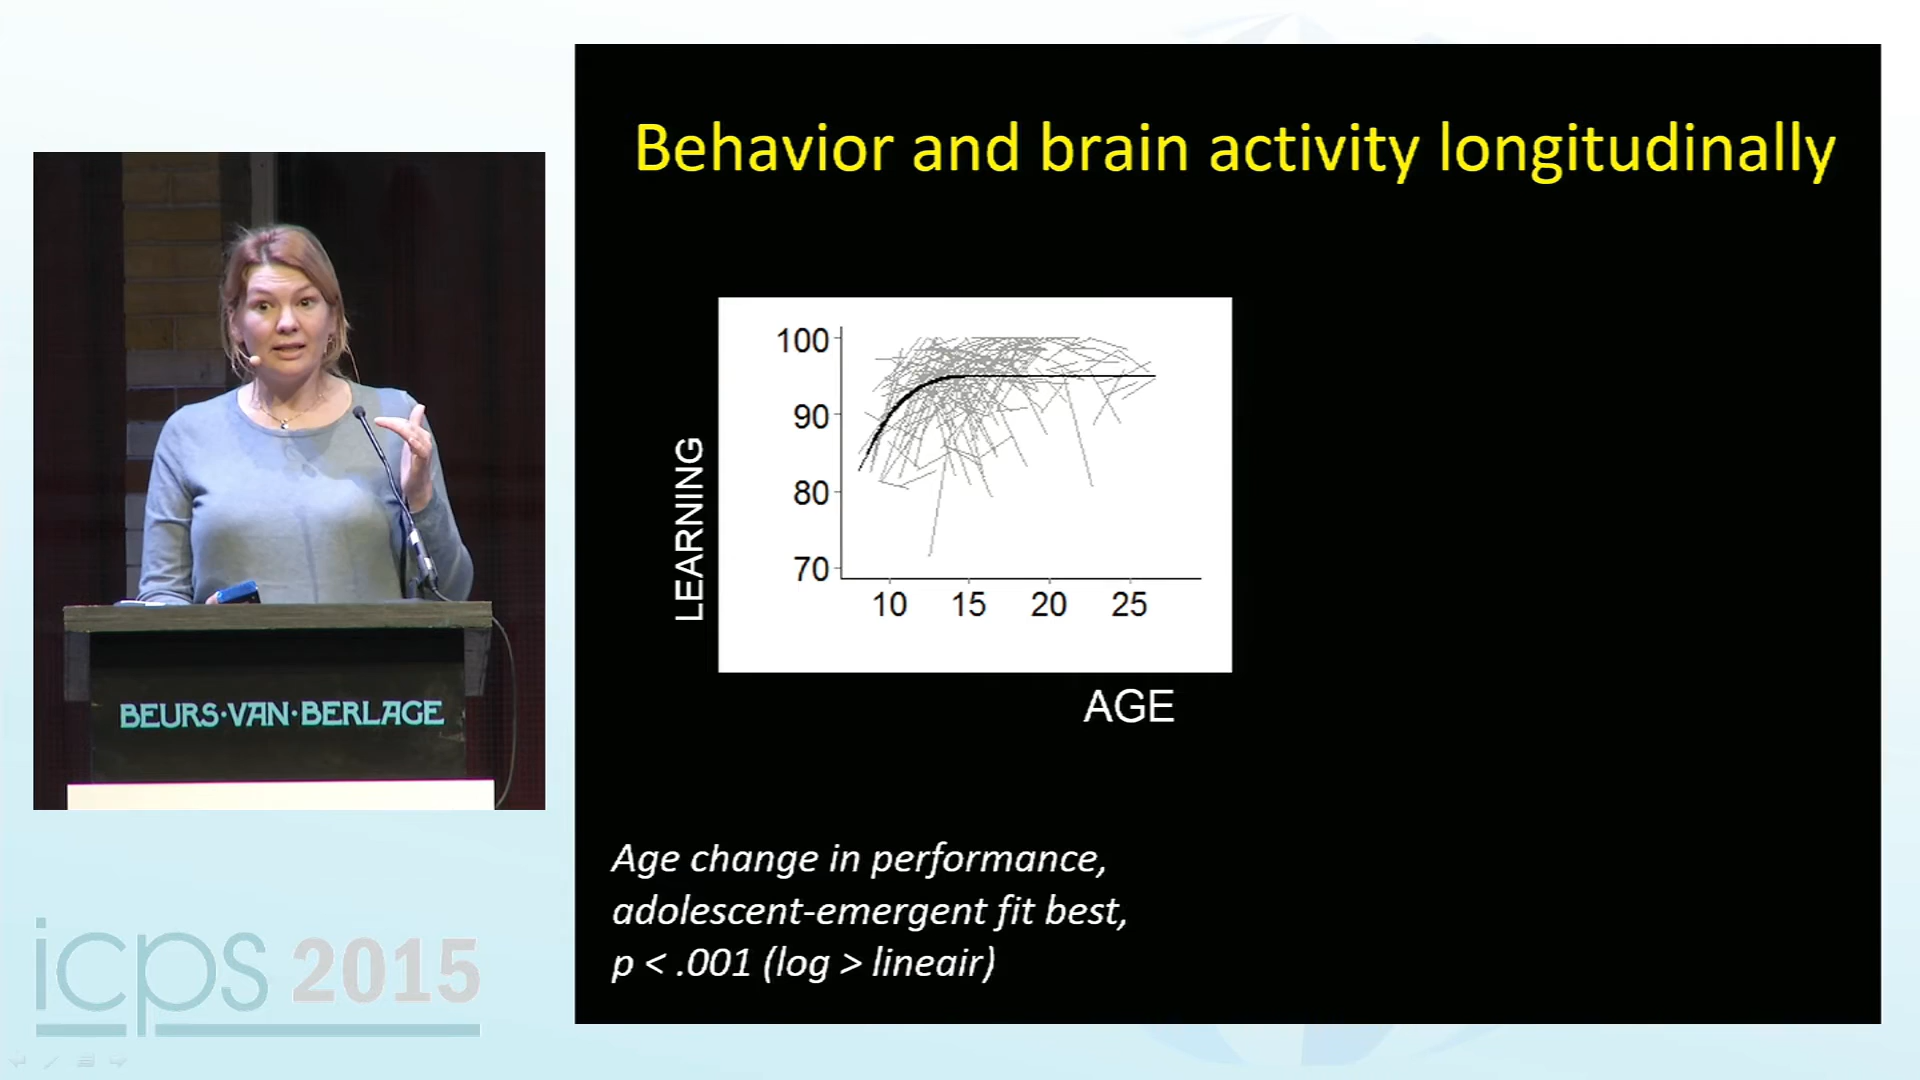 Behavior and brain activity longitudinally
100
90
80
70
LEARNING
10 15 20 25
AGE
Age change in performance,
adolescent-emergent fit best,
p < .001 (log > lineair)
BEURS·VAN·BERLAGE
icps 2015